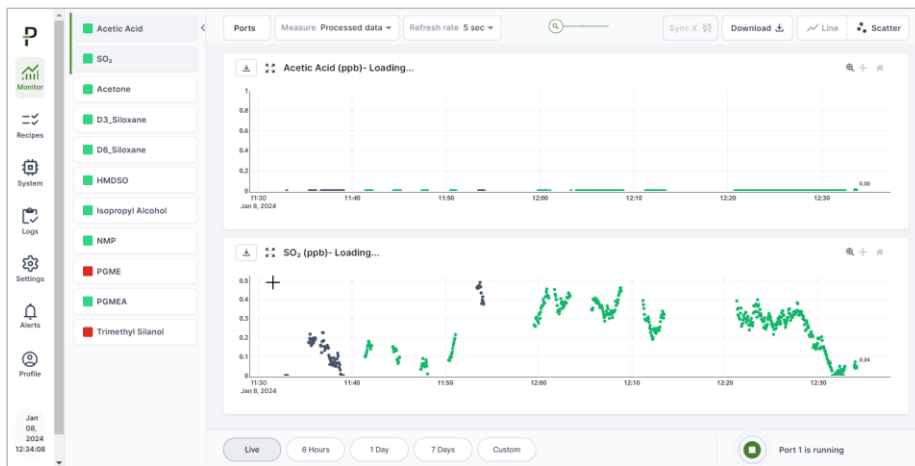 Monitor
Recipes
System
Logs
Settings
Alerts
Profile
Jan
08,
2024
12:34:08
Acetic Acid
SO₂
Acetone
D3_Siloxane
D6_Siloxane
HMDSO
Isopropyl Alcohol
NMP
PGME
PGMEA
Trimethyl Silanol
Ports
Measure Processed data
Refresh rate 5 sec
Sync X
Download
Line
Scatter
Acetic Acid (ppb)- Loading...
1
0.8
0.6
0.4
0.2
0
0.00
11:30 11:40 11:50 12:00 12:10 12:20 12:30
Jan 8, 2024
SO₂ (ppb)- Loading...
0.5
0.4
0.3
0.2
0.1
0
0.04
11:30 11:40 11:50 12:00 12:10 12:20 12:30
Jan 8, 2024
Live
6 Hours
1 Day
7 Days
Custom
Port 1 is running